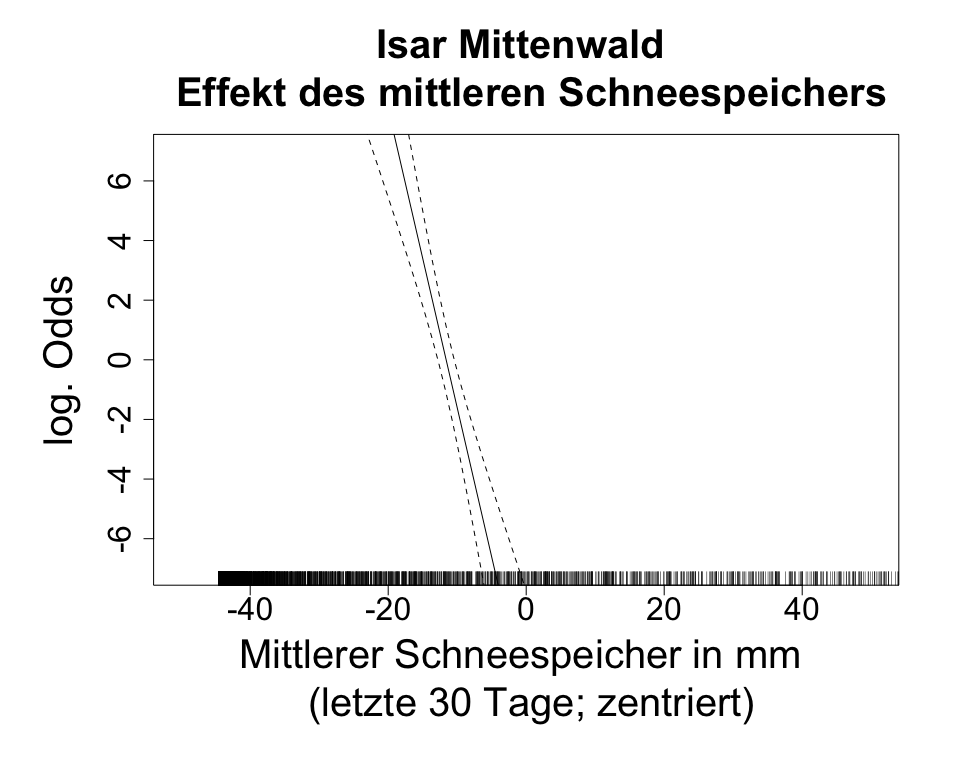 Isar Mittenwald
Effekt des mittleren Schneespeichers
log. Odds
6
4
2
0
-2
-4
-6
-40 -20 0 20 40
Mittlerer Schneespeicher in mm
(letzte 30 Tage; zentriert)